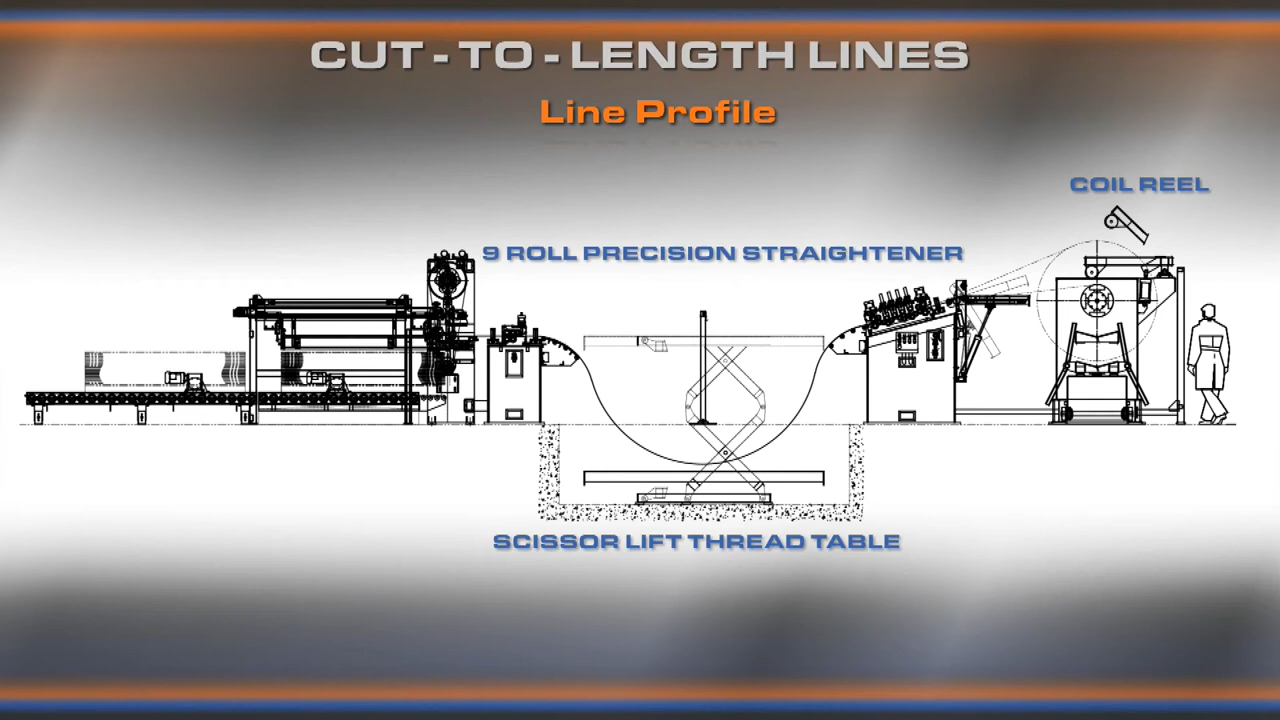 CUT - TO - LENGTH LINES
Line Profile
COIL REEL
9 ROLL PRECISION STRAIGHTENER
SCISSOR LIFT THREAD TABLE